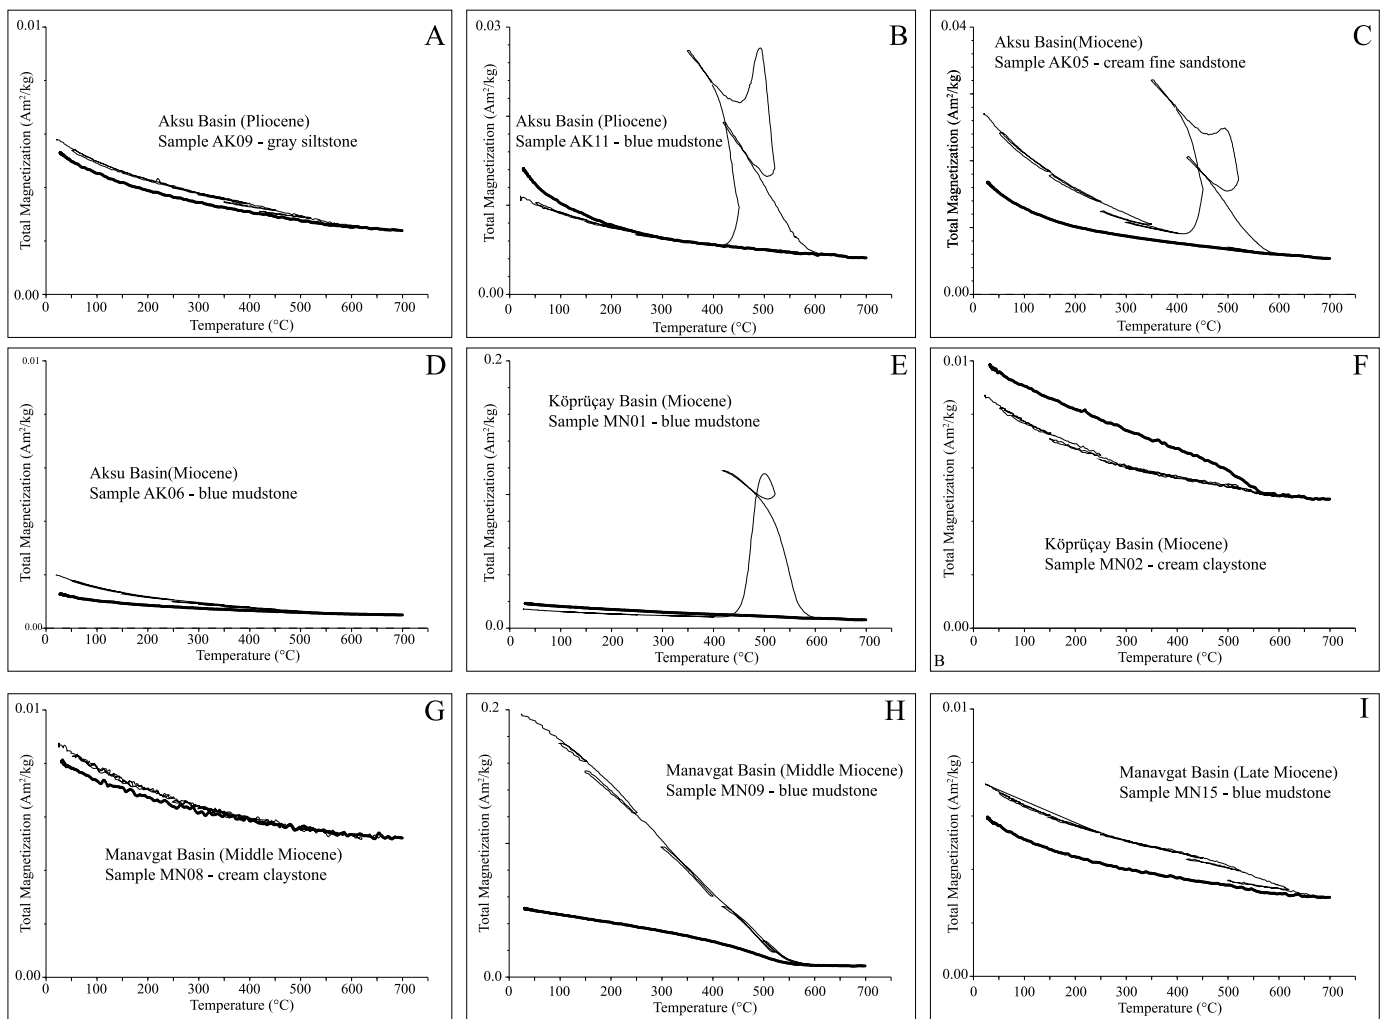 A
0.01
Total Magnetization (Am²/kg)
Aksu Basin (Pliocene)
Sample AK09 - gray siltstone
0.00
0 100 200 300 400 500 600 700
Temperature (°C)
B
0.03
Total Magnetization (Am²/kg)
Aksu Basin (Pliocene)
Sample AK11 - blue mudstone
0.00
0 100 200 300 400 500 600 700
Temperature (°C)
C
0.04
Total Magnetization (Am²/kg)
Aksu Basin(Miocene)
Sample AK05 - cream fine sandstone
0.00
0 100 200 300 400 500 600 700
Temperature (°C)
D
0.01
Total Magnetization (Am²/kg)
Aksu Basin(Miocene)
Sample AK06 - blue mudstone
0.00
0 100 200 300 400 500 600 700
Temperature (°C)
E
0.2
Total Magnetization (Am²/kg)
Köprüçay Basin (Miocene)
Sample MN01 - blue mudstone
0.0
0 100 200 300 400 500 600 700
Temperature (°C)
F
0.01
Total Magnetization (Am²/kg)
Köprüçay Basin (Miocene)
Sample MN02 - cream claystone
0.00
0 100 200 300 400 500 600 700
Temperature (°C)
B
G
0.01
Total Magnetization (Am²/kg)
Manavgat Basin (Middle Miocene)
Sample MN08 - cream claystone
0.00
0 100 200 300 400 500 600 700
Temperature (°C)
H
0.2
Total Magnetization (Am²/kg)
Manavgat Basin (Middle Miocene)
Sample MN09 - blue mudstone
0.0
0 100 200 300 400 500 600 700
Temperature (°C)
I
0.01
Total Magnetization (Am²/kg)
Manavgat Basin (Late Miocene)
Sample MN15 - blue mudstone
0.00
0 100 200 300 400 500 600 700
Temperature (°C)